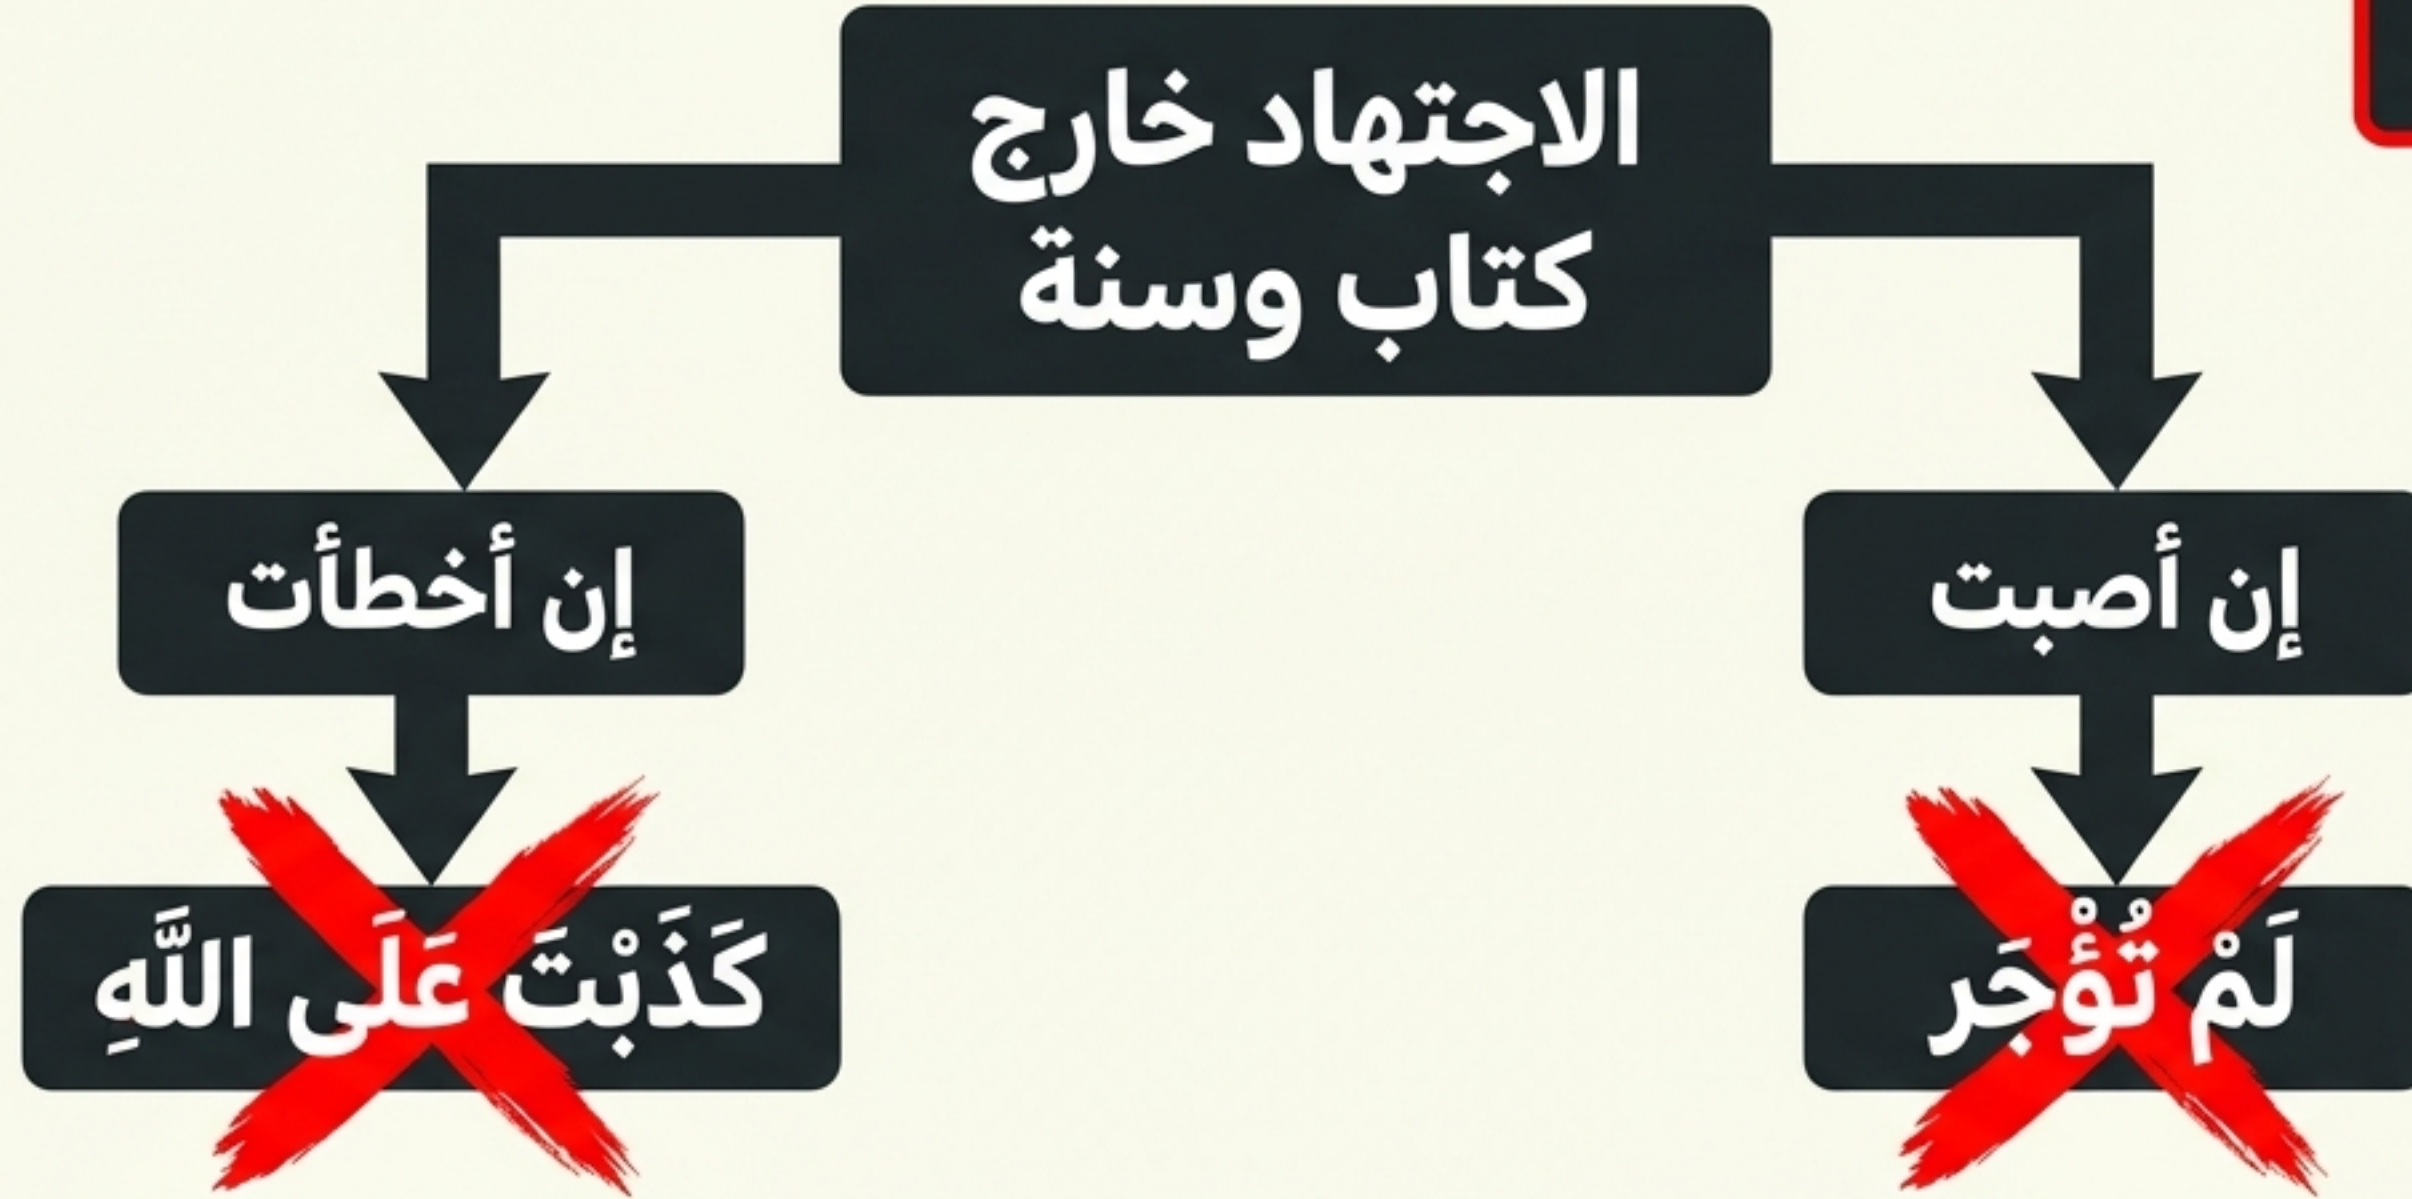 الاجتهاد خارج
كتاب وسنة
إن أصبت
إن أخطأت
لَمْ تُؤْجَر
كَذَبْتَ عَلَى اللَّهِ